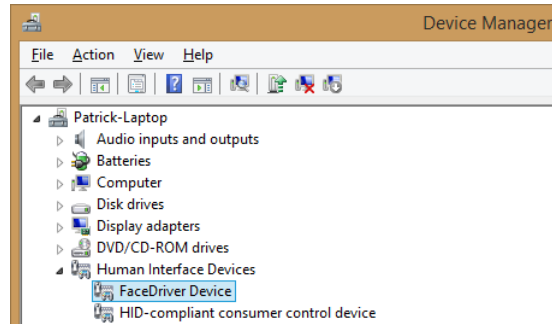 Device Manager
File Action View Help
Patrick-Laptop
Audio inputs and outputs
Batteries
Computer
Disk drives
Display adapters
DVD/CD-ROM drives
Human Interface Devices
FaceDriver Device
HID-compliant consumer control device